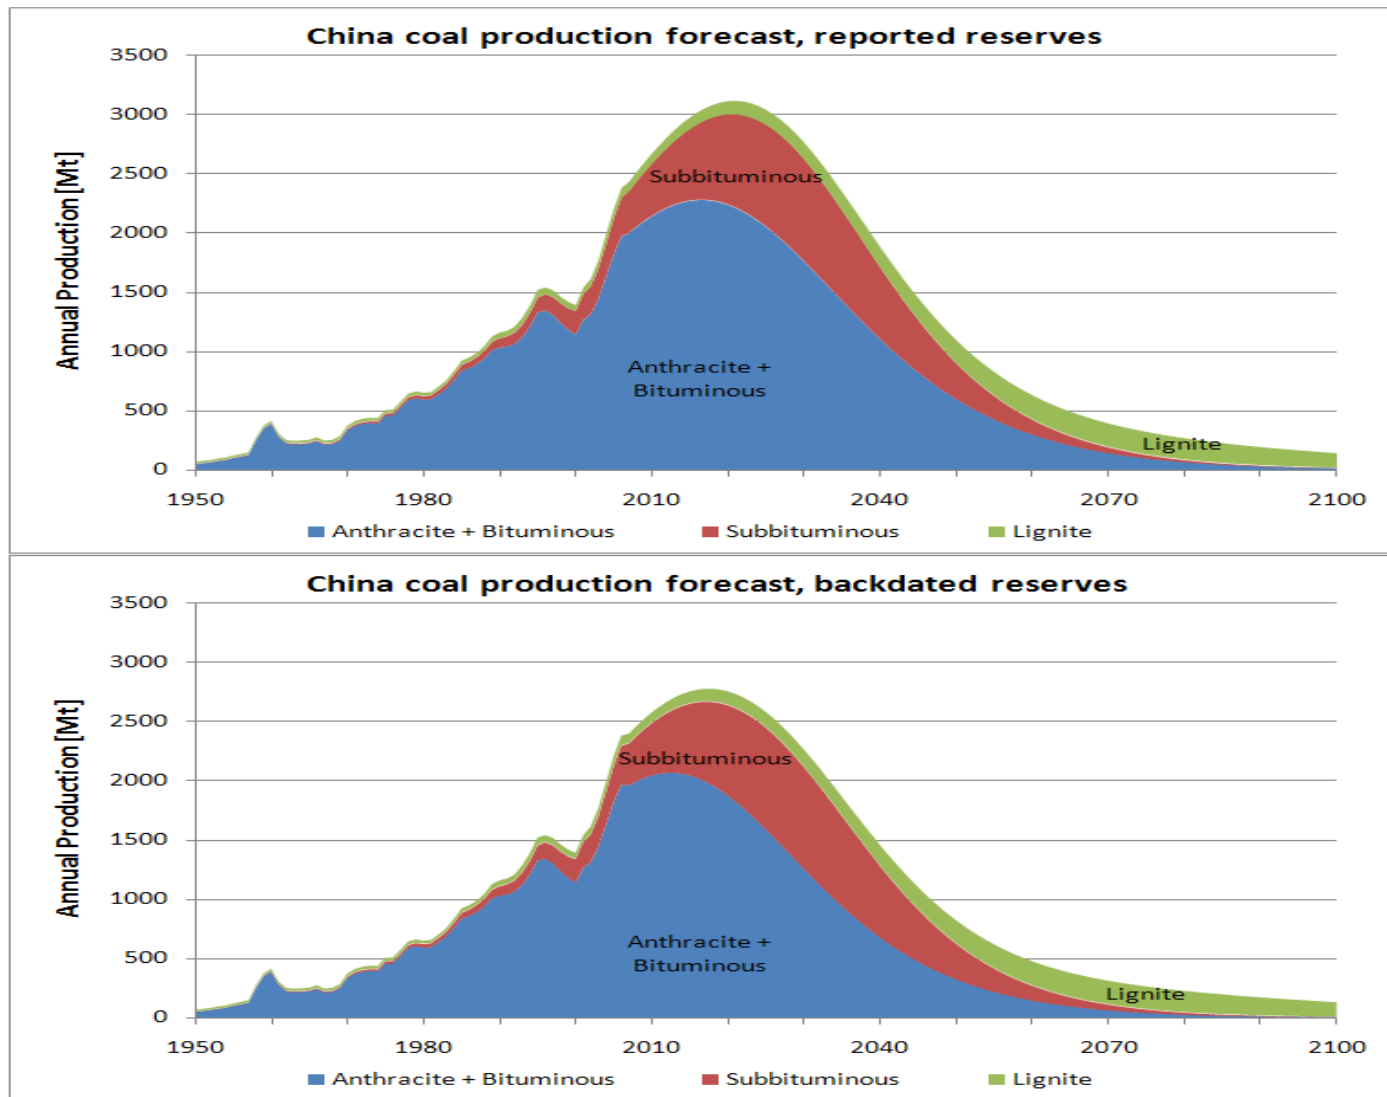 China coal production forecast, reported reserves
Annual Production [Mt]
3500
3000
2500
2000
1500
1000
500
0
Subbituminous
Anthracite +
Bituminous
Lignite
1950 1980 2010 2040 2070 2100
Anthracite + Bituminous Subbituminous Lignite
China coal production forecast, backdated reserves
Annual Production [Mt]
3500
3000
2500
2000
1500
1000
500
0
Subbituminous
Anthracite +
Bituminous
Lignite
1950 1980 2010 2040 2070 2100
Anthracite + Bituminous Subbituminous Lignite